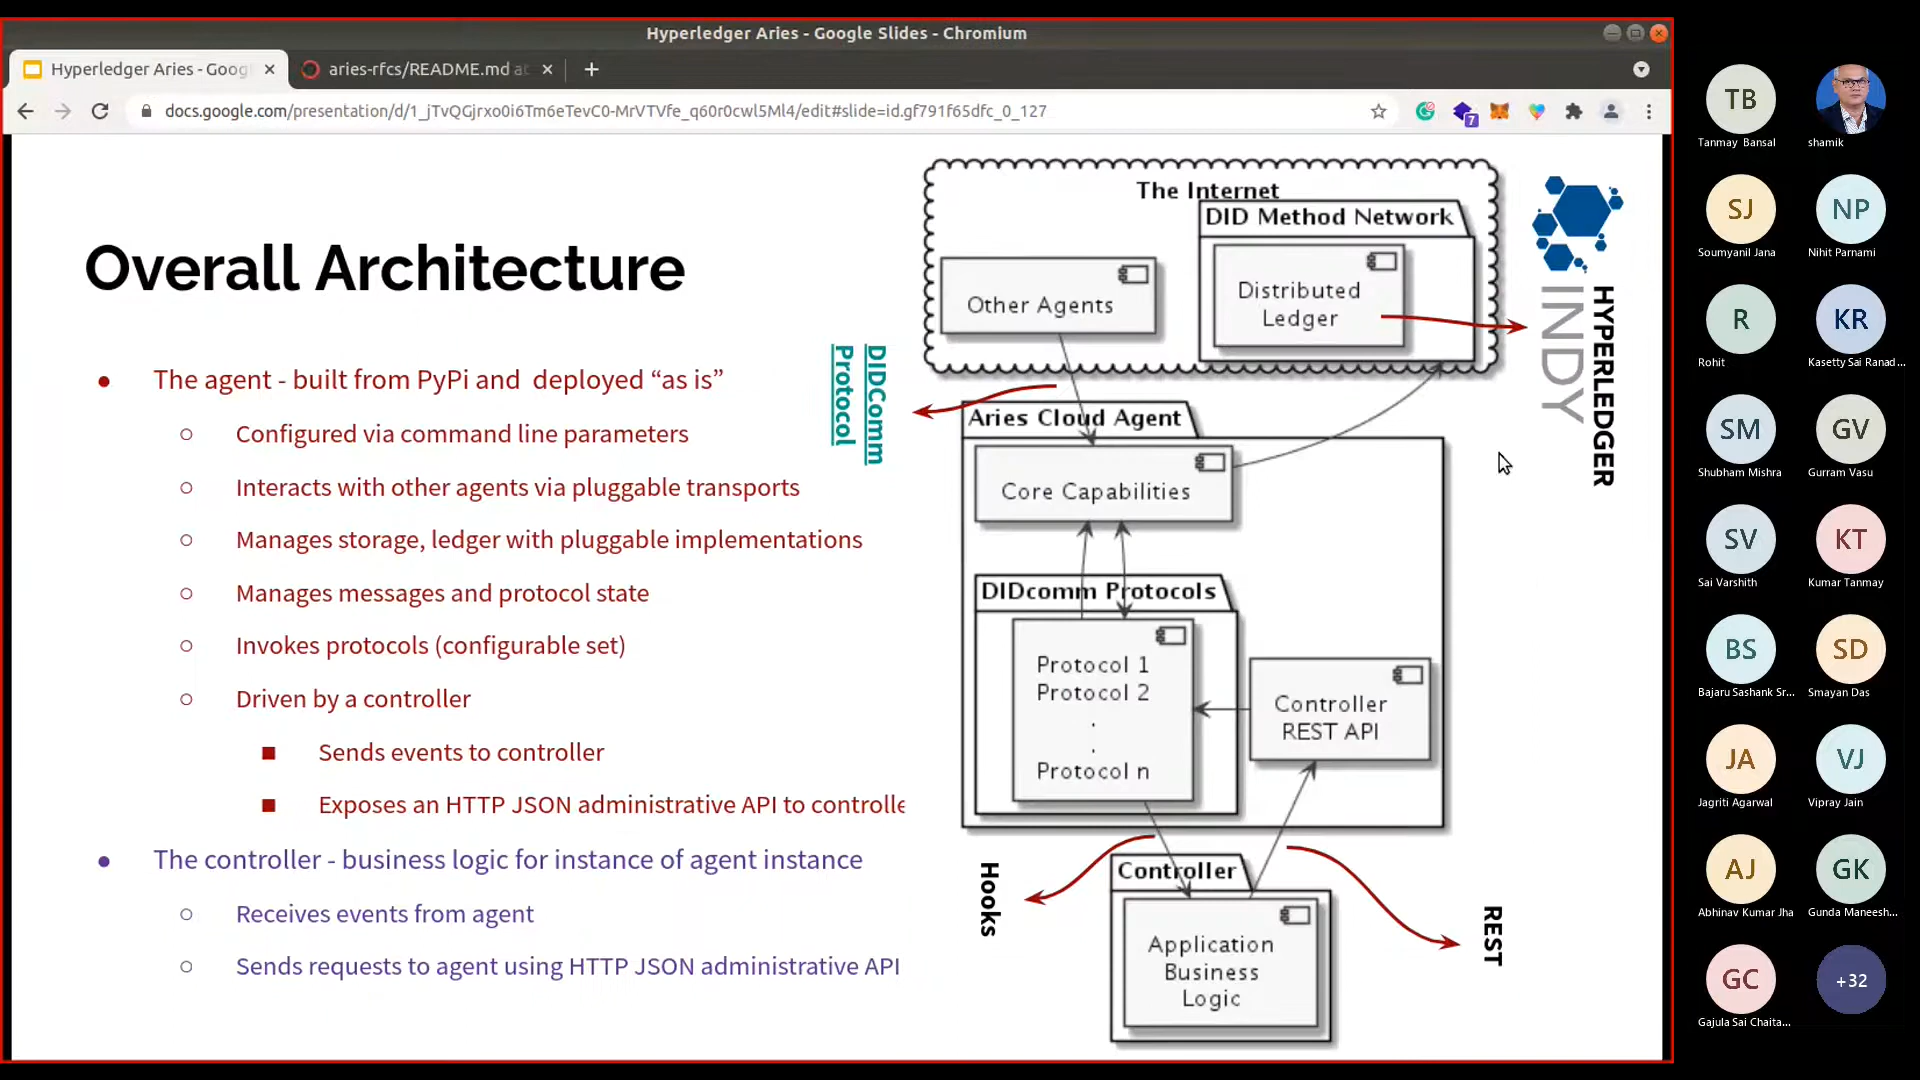 Hyperledger Aries - Google Slides - Chromium
Hyperledger Aries - Goog
aries-rfcs/README.md at
docs.google.com/presentation/d/1_jTvQGjrxo0i6Tm6eTevC0-MrVTVfe_q60r0cwl5Ml4/edit#slide=id.gf791f65dfc_0_127
7
Overall Architecture
The agent - built from PyPi and deployed “as is”
Configured via command line parameters
Interacts with other agents via pluggable transports
Manages storage, ledger with pluggable implementations
Manages messages and protocol state
Invokes protocols (configurable set)
Driven by a controller
Sends events to controller
Exposes an HTTP JSON administrative API to controlle
The controller - business logic for instance of agent instance
Receives events from agent
Sends requests to agent using HTTP JSON administrative API
The Internet
DID Method Network
Other Agents
Distributed
Ledger
HYPERLEDGER
INDY
DIDComm
Protocol
Aries Cloud Agent
Core Capabilities
DIDcomm Protocols
Protocol 1
Protocol 2
.
.
Protocol n
Controller
REST API
Hooks
Controller
REST
Application
Business
Logic
TB
Tanmay Bansal
shamik
SJ
Soumyanil Jana
NP
Nihit Parnami
R
Rohit
KR
Kasetty Sai Ranad...
SM
Shubham Mishra
GV
Gurram Vasu
SV
Sai Varshith
KT
Kumar Tanmay
BS
Bajaru Sashank Sr...
SD
Smayan Das
JA
Jagriti Agarwal
VJ
Vipray Jain
AJ
Abhinav Kumar Jha
GK
Gunda Maneesh...
GC
Gajula Sai Chaita...
+32